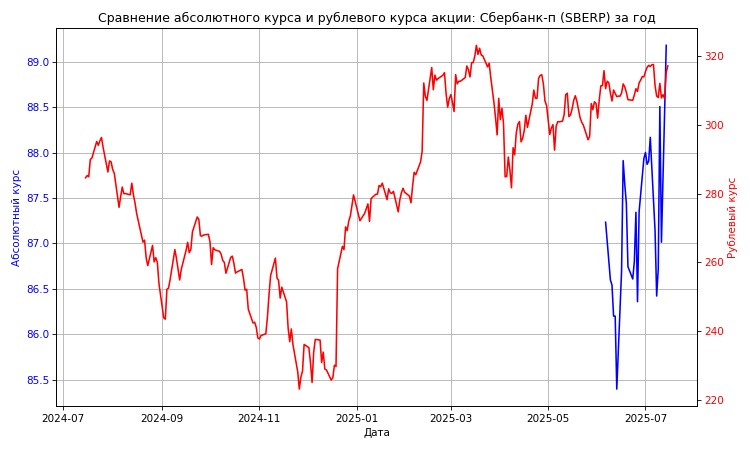 Сравнение абсолютного курса и рублевого курса акции: Сбербанк-п (SBERP) за год
89.0
88.5
88.0
87.5
87.0
86.5
86.0
85.5
Абсолютный курс
320
300
280
260
240
220
Рублевый курс
2024-07 2024-09 2024-11 2025-01 2025-03 2025-05 2025-07
Дата